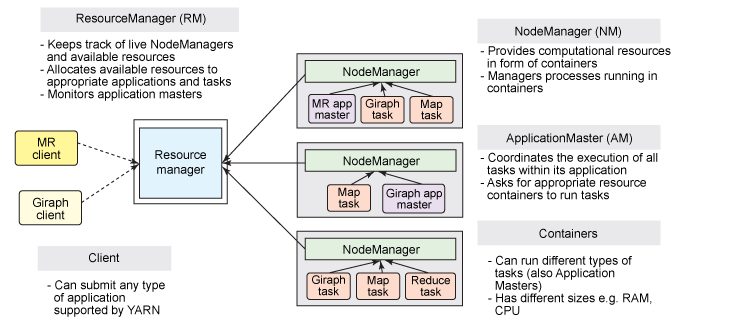 ResourceManager (RM)
- Keeps track of live NodeManagers
and available resources
- Allocates available resources to
appropriate applications and tasks
- Monitors application masters
MR
client
Giraph
client
Resource
manager
Client
- Can submit any type
of application
supported by YARN
NodeManager
MR app
master
Giraph
task
Map
task
NodeManager
Map
task
Giraph app
master
NodeManager
Giraph
task
Map
task
Reduce
task
NodeManager (NM)
- Provides computational resources
in form of containers
- Managers processes running in
containers
ApplicationMaster (AM)
- Coordinates the execution of all
tasks within its application
- Asks for appropriate resource
containers to run tasks
Containers
- Can run different types of
tasks (also Application
Masters)
- Has different sizes e.g. RAM,
CPU